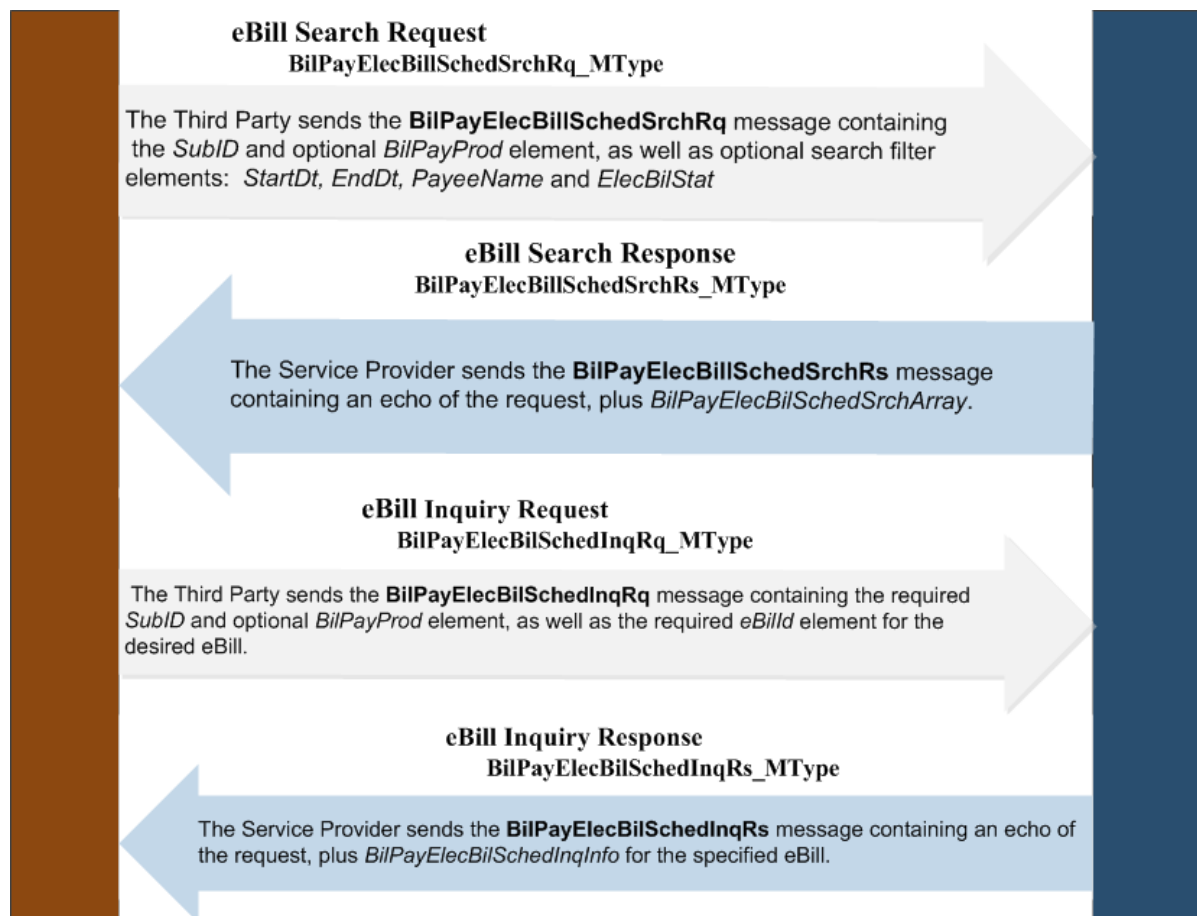 eBill Search Request
BilPayElecBillSchedSrchRq_MType
The Third Party sends the BilPayElecBillSchedSrchRq message containing
the SubID and optional BilPayProd element, as well as optional search filter
elements: StartDt, EndDt, PayeeName and ElecBilStat
eBill Search Response
BilPayElecBillSchedSrchRs_MType
The Service Provider sends the BilPayElecBillSchedSrchRs message
containing an echo of the request, plus BilPayElecBilSchedSrchArray.
eBill Inquiry Request
BilPayElecBilSchedInqRq_MType
The Third Party sends the BilPayElecBilSchedInqRq message containing the required
SubID and optional BilPayProd element, as well as the required eBilId element for the
desired eBill.
eBill Inquiry Response
BilPayElecBilSchedInqRs_MType
The Service Provider sends the BilPayElecBilSchedInqRs message containing an echo of
the request, plus BilPayElecBilSchedInqInfo for the specified eBill.